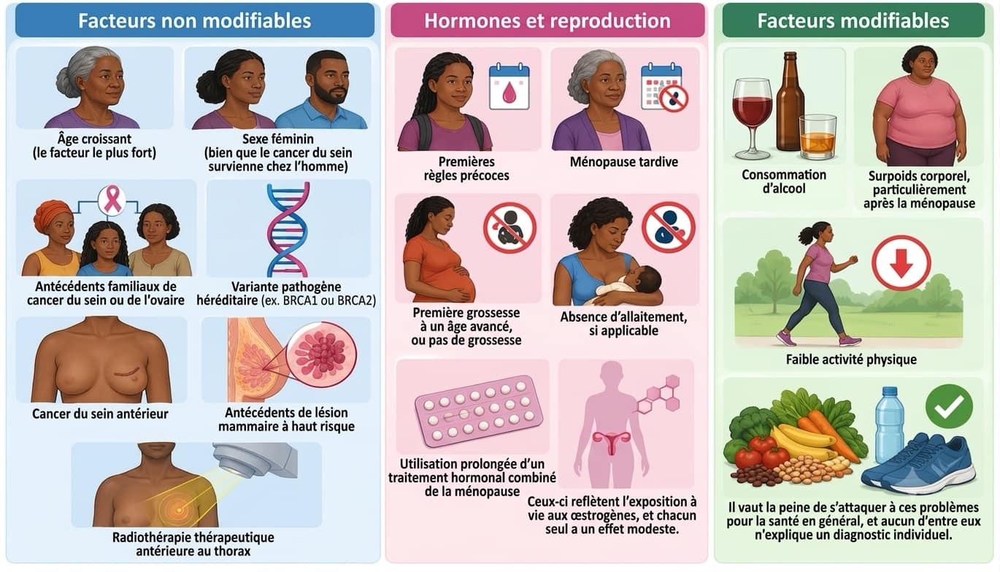 Facteurs non modifiables
Âge croissant
(le facteur le plus fort)
Sexe féminin
(bien que le cancer du sein
survienne chez l'homme)
Antécédents familiaux de
cancer du sein ou de l'ovaire
Variante pathogène
héréditaire (ex. BRCA1 ou BRCA2)
Cancer du sein antérieur
Antécédents de lésion
mammaire à haut risque
Radiothérapie thérapeutique
antérieure au thorax
Hormones et reproduction
Premières
règles précoces
Ménopause tardive
Première grossesse
à un âge avancé,
ou pas de grossesse
Absence d'allaitement,
si applicable
Utilisation prolongée d'un
traitement hormonal combiné
de la ménopause
Ceux-ci reflètent l'exposition à
vie aux œstrogènes, et chacun
seul a un effet modeste.
Facteurs modifiables
Consommation
d'alcool
Surpoids corporel,
particulièrement
après la ménopause
Faible activité physique
Il vaut la peine de s'attaquer à ces problèmes
pour la santé en général, et aucun d'entre eux
n'explique un diagnostic individuel.